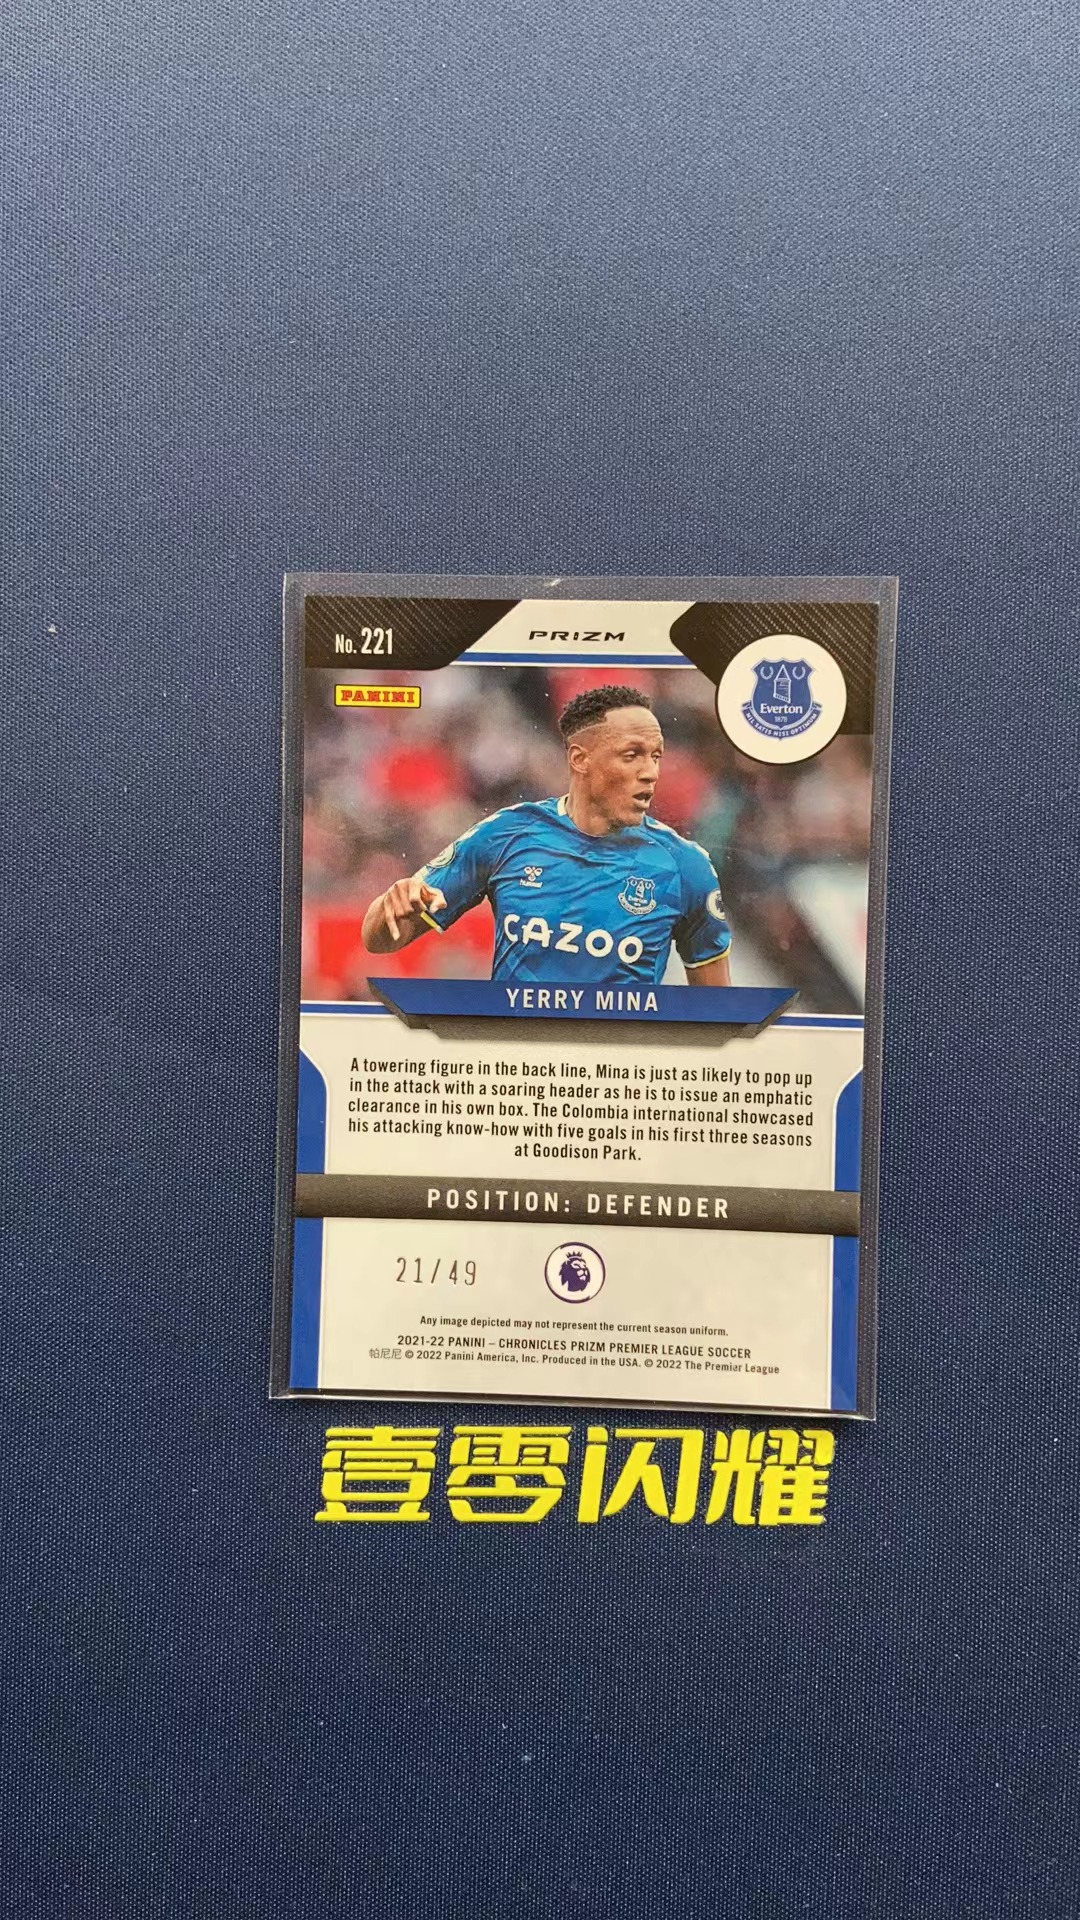 No. 221
PRIZM
PANINI
Everton
1878
NIL SATIS NISI OPTIMUM
hummel
Everton
CAZOO
YERRY MINA
A towering figure in the back line, Mina is just as likely to pop up
in the attack with a soaring header as he is to issue an emphatic
clearance in his own box. The Colombia international showcased
his attacking know-how with five goals in his first three seasons
at Goodison Park.
POSITION: DEFENDER
21/49
Any image depicted may not represent the current season uniform.
2021-22 PANINI – CHRONICLES PRIZM PREMIER LEAGUE SOCCER
帕尼尼 © 2022 Panini America, Inc. Produced in the USA. © 2022 The Premier League
壹零闪耀